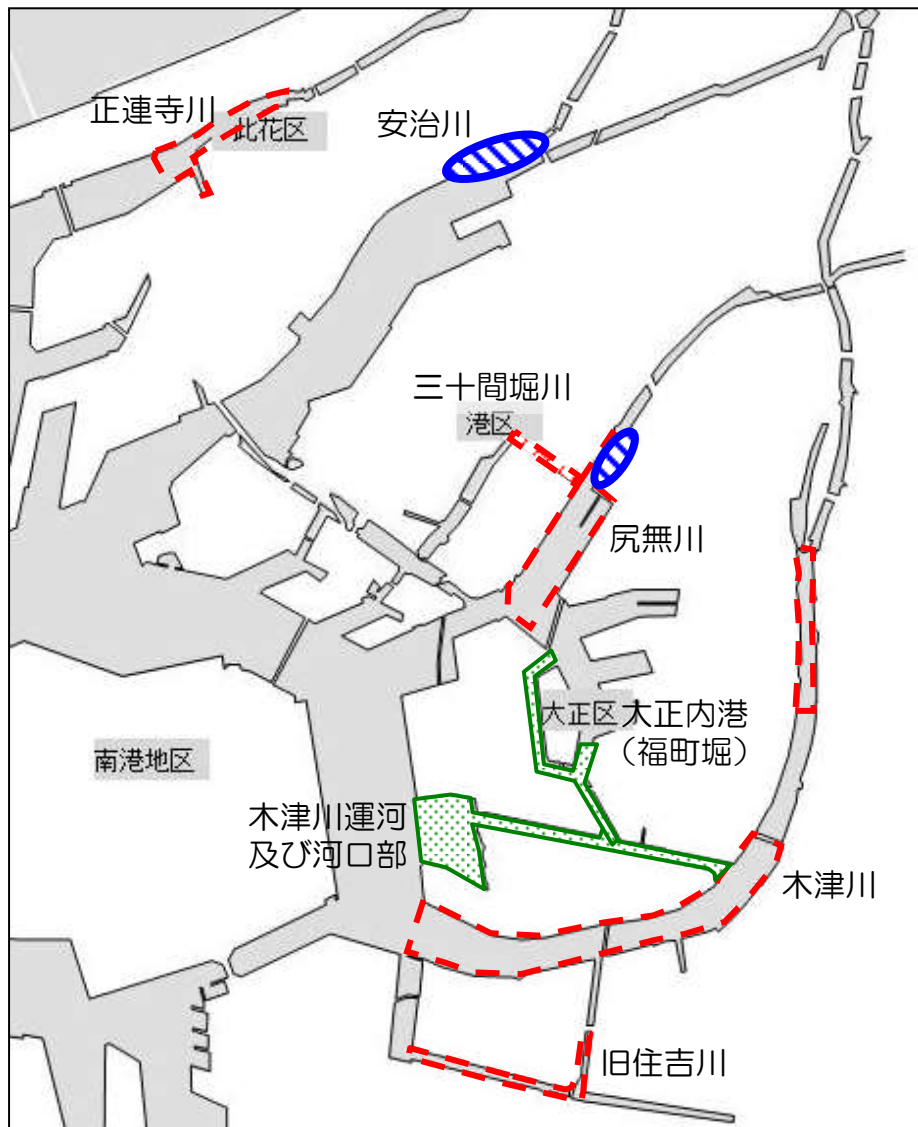 正連寺川
此花区
安治川
三十間堀川
港区
尻無川
大正区
大正内港
（福町堀）
南港地区
木津川運河
及び河口部
木津川
旧住吉川